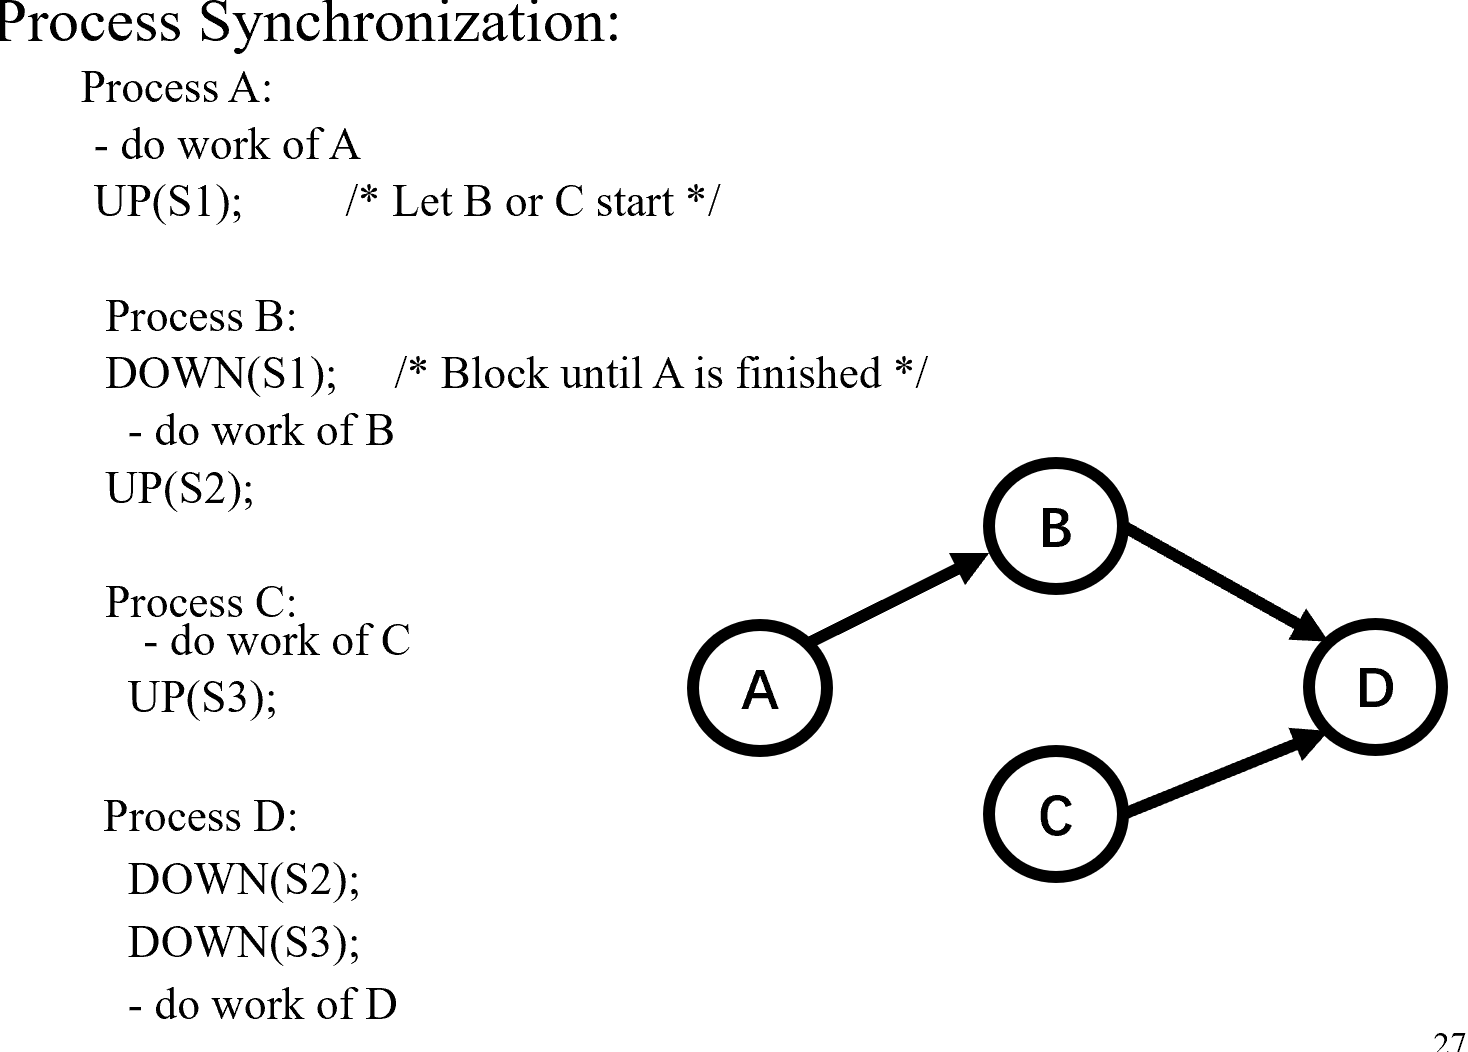 Process Synchronization:
Process A:
- do work of A
UP(S1); /* Let B or C start */
Process B:
DOWN(S1); /* Block until A is finished */
- do work of B
UP(S2);
Process C:
- do work of C
UP(S3);
Process D:
DOWN(S2);
DOWN(S3);
- do work of D
B
A
D
C
27